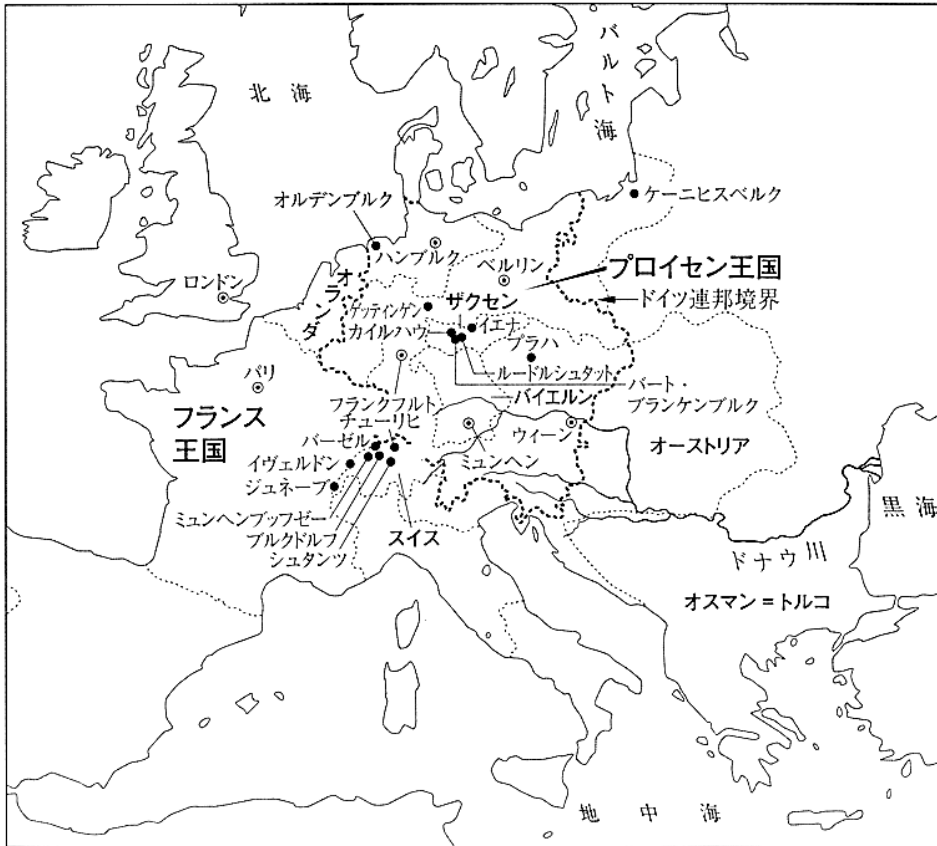 バルト海
北海
ケーニヒスベルク
オルデンブルク
ハンブルク
ベルリン
プロイセン王国
ロンドン
オランダ
ザクセン
ドイツ連邦境界
ゲッティンゲン
イエナ
カイルハウ
プラハ
ルードルシュタット
パリ
バート・
ブランケンブルク
バイエルン
フランクフルト
フランス
王国
チューリヒ
バーゼル
ウィーン
オーストリア
イヴェルドン
ミュンヘン
ジュネーブ
黒海
ミュンヘンブッフゼー
ブルクドルフ
スイス
シュタンツ
ドナウ川
オスマン=トルコ
地中海